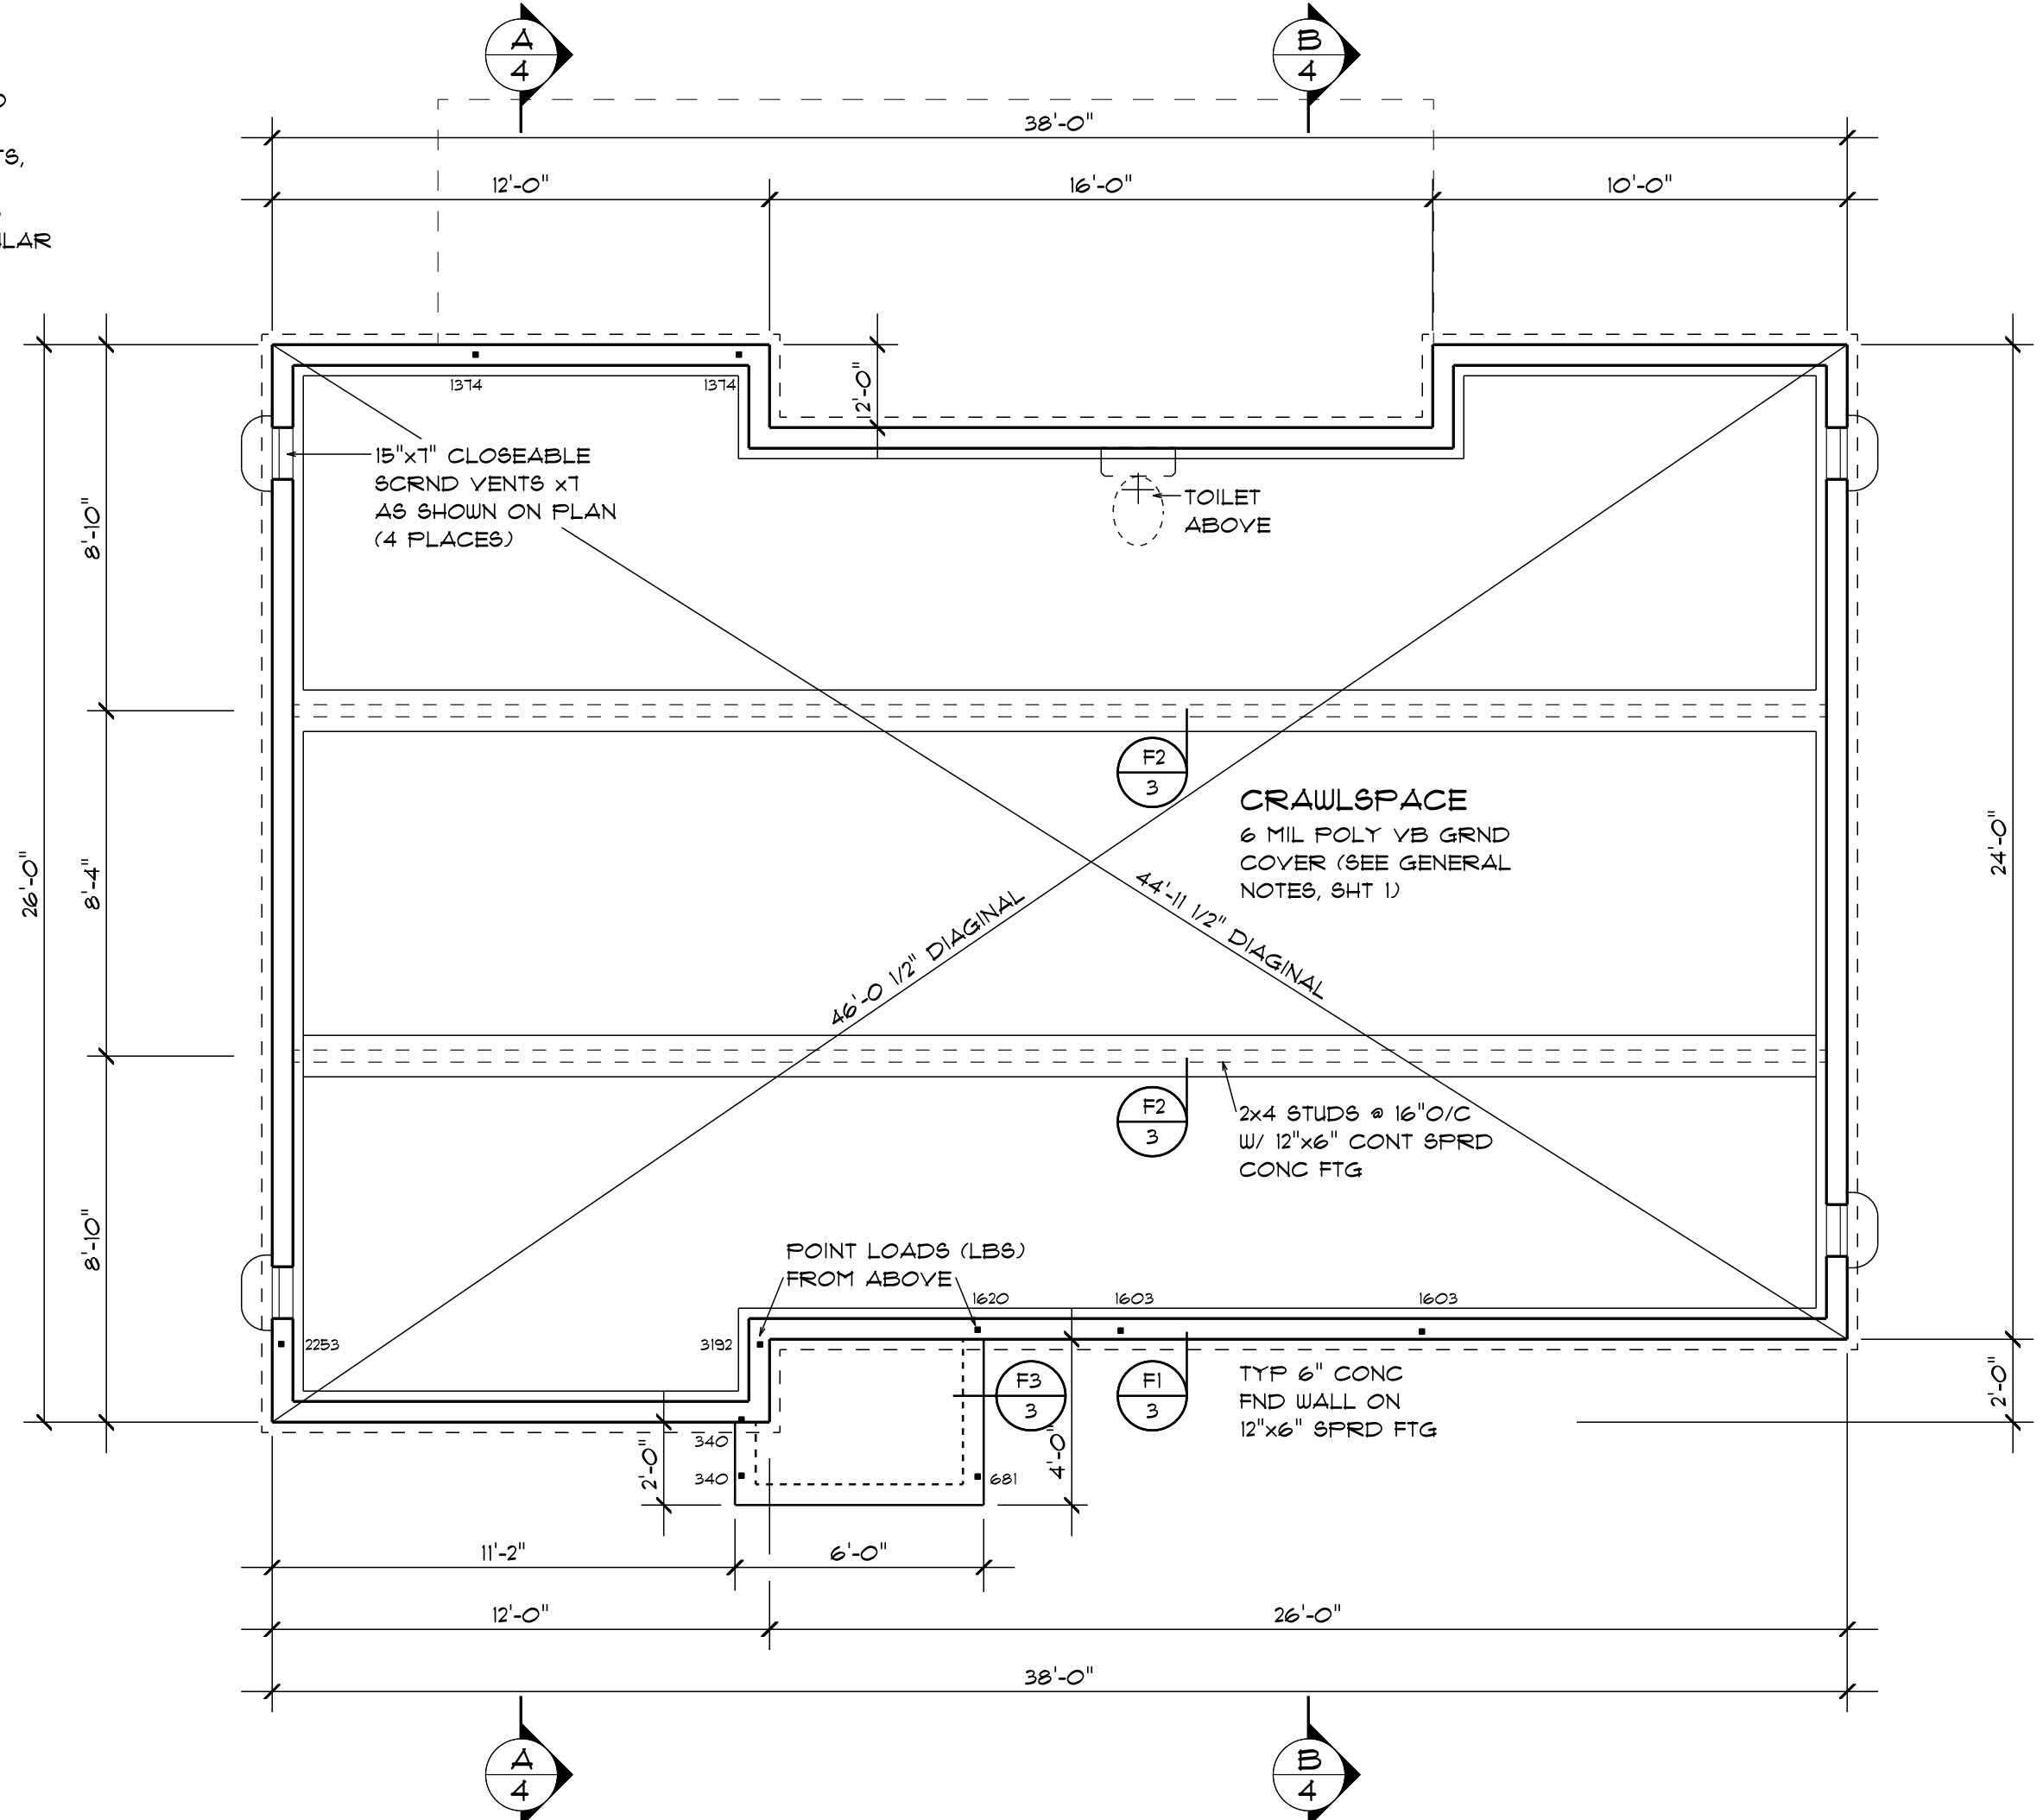 A
4
B
4
TS,
LAR
38'-0"
12'-0"
16'-0"
10'-0"
2'-0"
1374
1374
15"x7" CLOSEABLE
SCRND VENTS x7
AS SHOWN ON PLAN
(4 PLACES)
TOILET
ABOVE
8'-10"
8'-4"
8'-10"
26'-0"
24'-0"
2'-0"
F2
3
CRAWLSPACE
6 MIL POLY VB GRND
COVER (SEE GENERAL
NOTES, SHT 1)
46'-0 1/2" DIAGINAL
44'-11 1/2" DIAGINAL
F2
3
2x4 STUDS @ 16"O/C
W/ 12"x6" CONT SPRD
CONC FTG
POINT LOADS (LBS)
FROM ABOVE
1620
1603
1603
2253
3192
F3
3
F1
3
TYP 6" CONC
FND WALL ON
12"x6" SPRD FTG
340
340
681
2'-0"
4'-0"
11'-2"
6'-0"
12'-0"
26'-0"
38'-0"
A
4
B
4